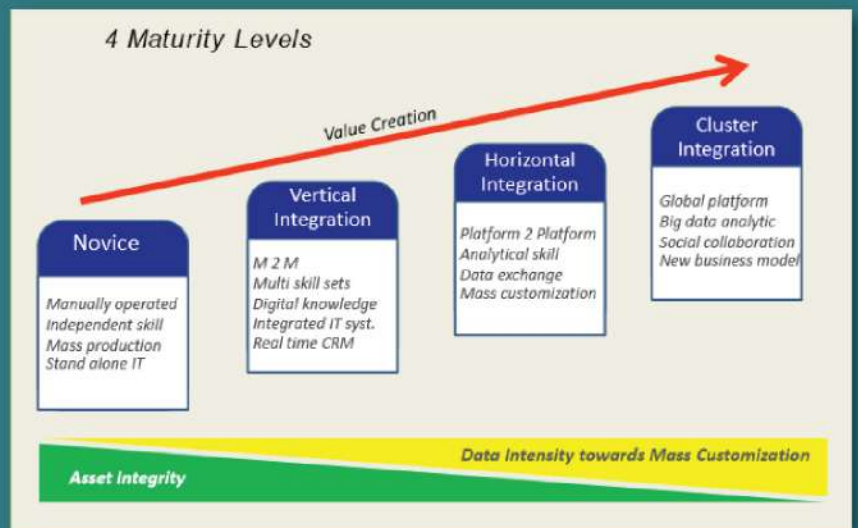 4 Maturity Levels
Value Creation
Novice
Manually operated
Independent skill
Mass production
Stand alone IT
Vertical
Integration
M 2 M
Multi skill sets
Digital knowledge
Integrated IT syst.
Real time CRM
Horizontal
Integration
Platform 2 Platform
Analytical skill
Data exchange
Mass customization
Cluster
Integration
Global platform
Big data analytic
Social collaboration
New business model
Data Intensity towards Mass Customization
Asset Integrity